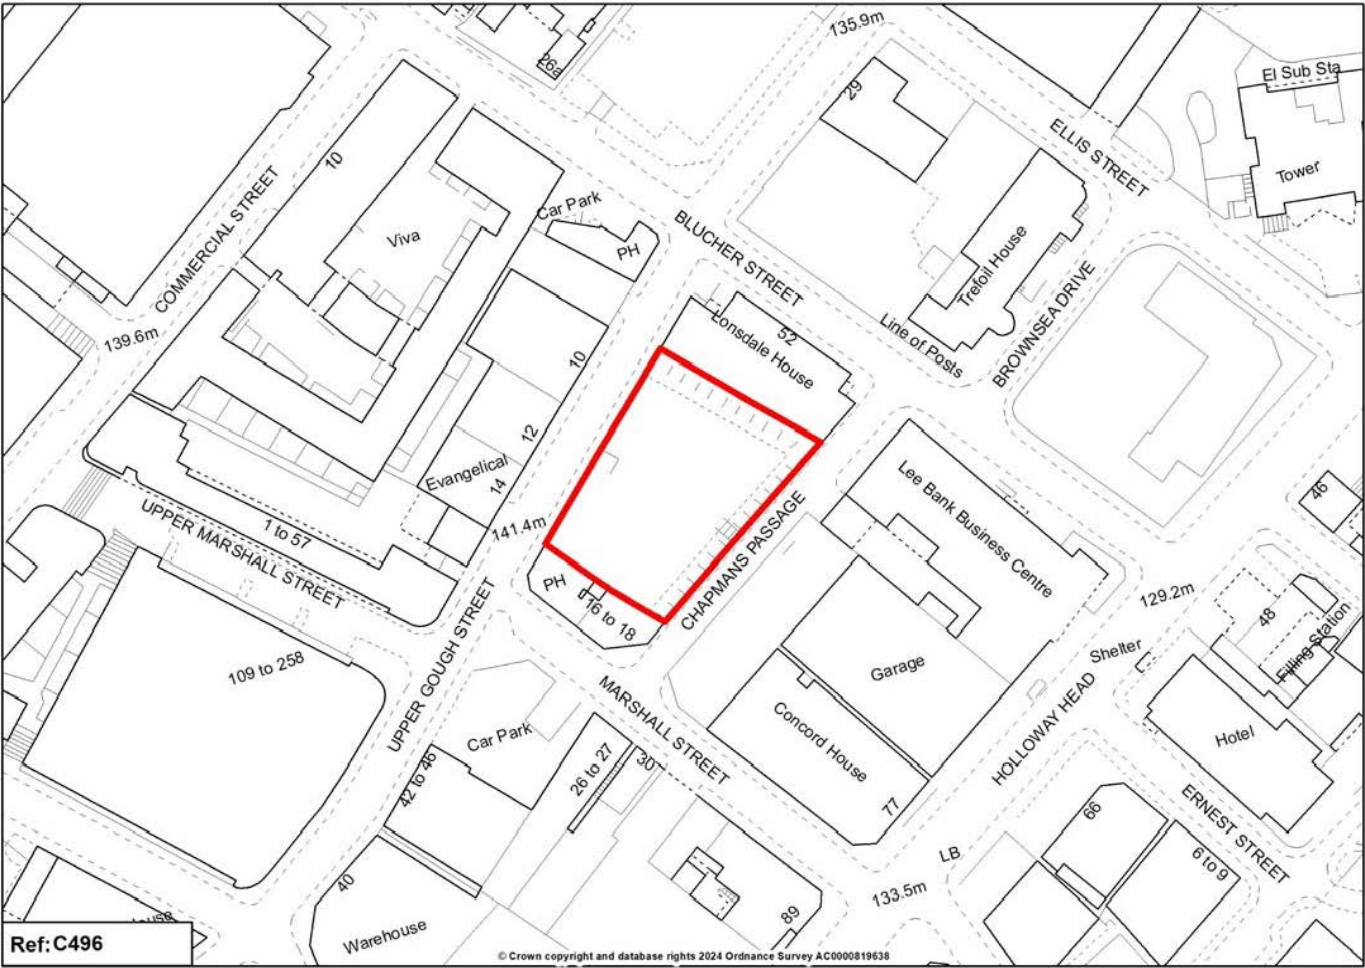 135.9m
26a
29
El Sub Sta
ELLIS STREET
10
Tower
COMMERCIAL STREET
Car Park
Viva
PH
BLUCHER STREET
Trefoil House
139.6m
52
Lonsdale House
Line of Posts
BROWNSEA DRIVE
10
12
Evangelical
14
Lee Bank Business Centre
46
141.4m
UPPER MARSHALL STREET
1 to 57
CHAPMANS PASSAGE
PH
16 to 18
129.2m
48
Filling Station
Shelter
109 to 258
UPPER GOUGH STREET
Garage
MARSHALL STREET
Concord House
HOLLOWAY HEAD
Hotel
Car Park
26 to 27
30
42 to 46
77
66
ERNEST STREET
6 to 9
LB
40
133.5m
89
Warehouse
Ref:C496
© Crown copyright and database rights 2024 Ordnance Survey AC0000819638